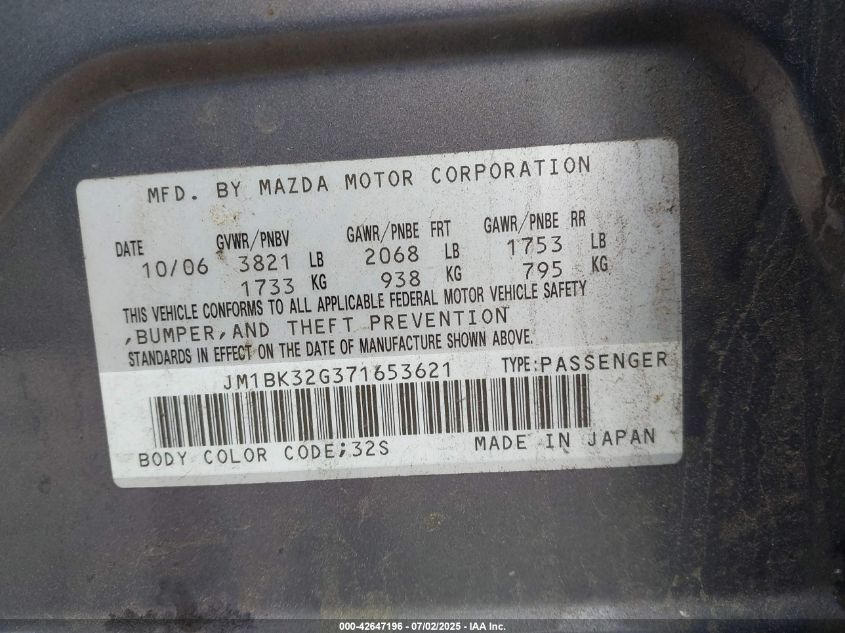 MFD. BY MAZDA MOTOR CORPORATION
DATE GVWR/PNBV GAWR/PNBE FRT GAWR/PNBE RR
10/06 3821 LB 2068 LB 1753 LB
1733 KG 938 KG 795 KG
THIS VEHICLE CONFORMS TO ALL APPLICABLE FEDERAL MOTOR VEHICLE SAFETY
,BUMPER,AND THEFT PREVENTION
STANDARDS IN EFFECT ON THE DATE OF MANUFACTURE SHOWN ABOVE.
JM1BK32G371653621 TYPE:PASSENGER
BODY COLOR CODE;32S MADE IN JAPAN
000-42647196 - 07/02/2025 - IAA Inc.